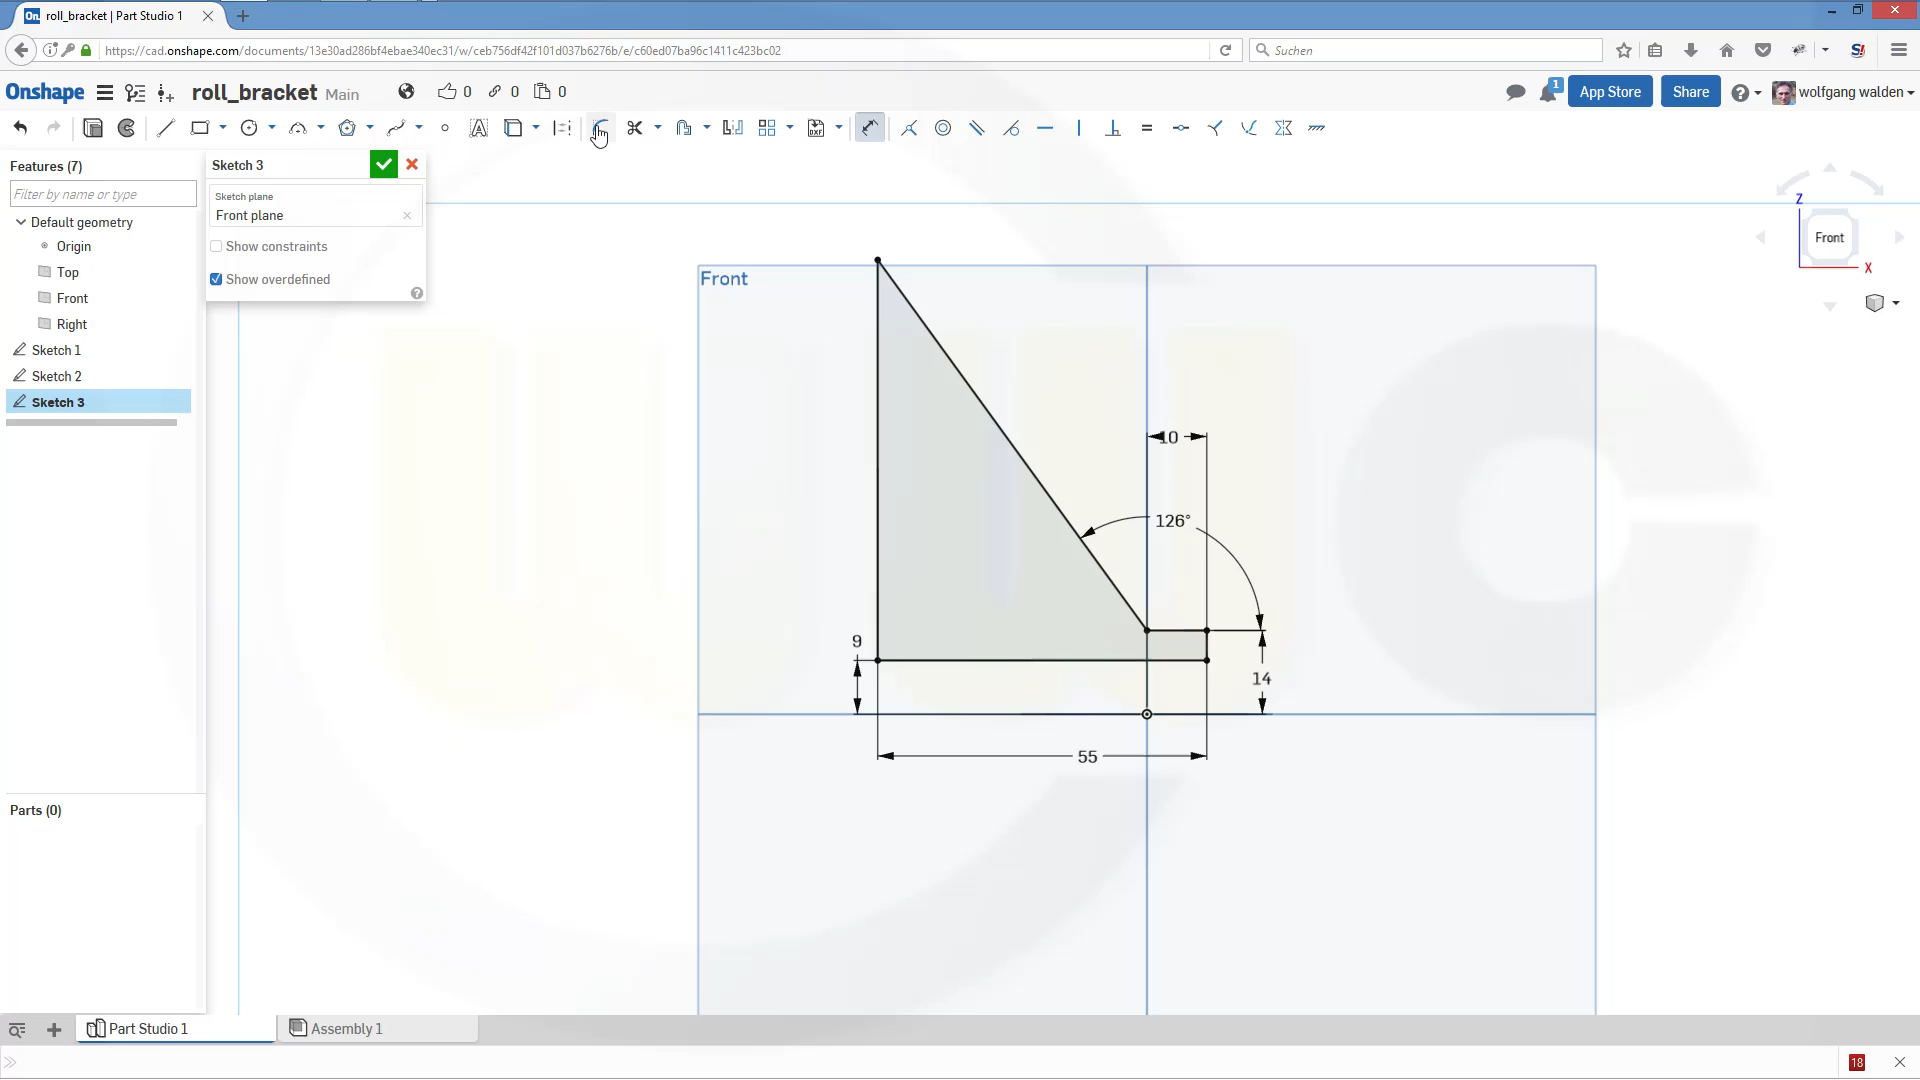 On roll_bracket | Part Studio 1
https://cad.onshape.com/documents/13e30ad286bf4ebae340ec31/w/ceb756df42f101d037b6276b/e/c60ed07ba96c1411c423bc02
Suchen
S!
Onshape
roll_bracket Main
0
0
0
1
App Store
Share
wolfgang walden
DXF
Features (7)
Filter by name or type
Default geometry
Origin
Top
Front
Right
Sketch 1
Sketch 2
Sketch 3
Parts (0)
Sketch 3
Sketch plane
Front plane
Show constraints
Show overdefined
Front
10
126°
9
14
55
Z
Front
X
Part Studio 1
Assembly 1
18